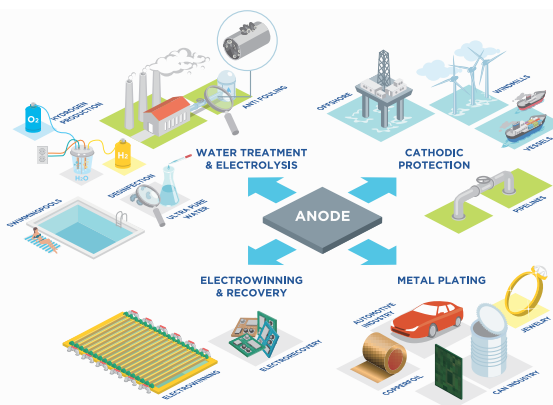 HYDROGEN
PRODUCTION
O₂
H₂
H₂O
ANTI FOULING
DESINFECTION
ULTRA PURE
WATER
SWIMMINGPOOLS
WATER TREATMENT
& ELECTROLYSIS
OFFSHORE
WINDMILLS
VESSELS
CATHODIC
PROTECTION
PIPELINES
ANODE
ELECTROWINNING
& RECOVERY
ELECTROWINNING
ELECTRORECOVERY
METAL PLATING
AUTOMOTIVE
INDUSTRY
JEWELRY
COPPERFOIL
CAN INDUSTRY